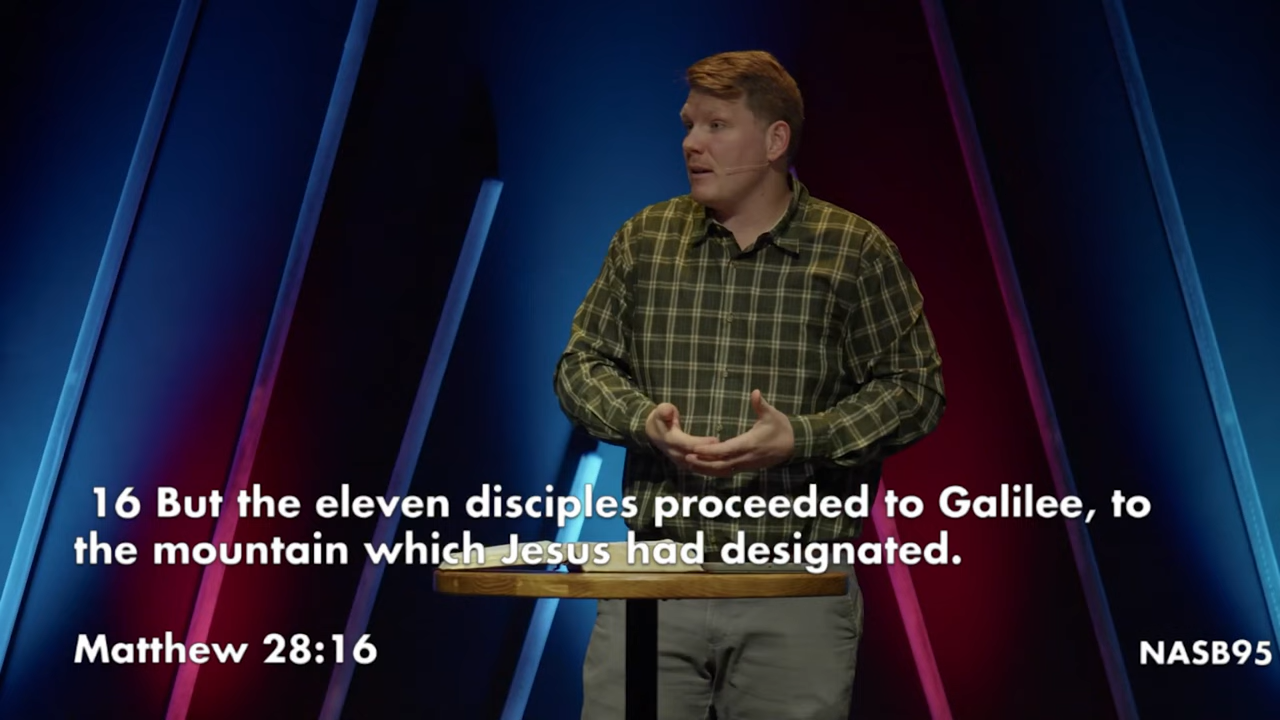 16 But the eleven disciples proceeded to Galilee, to
the mountain which Jesus had designated.
Matthew 28:16
NASB95